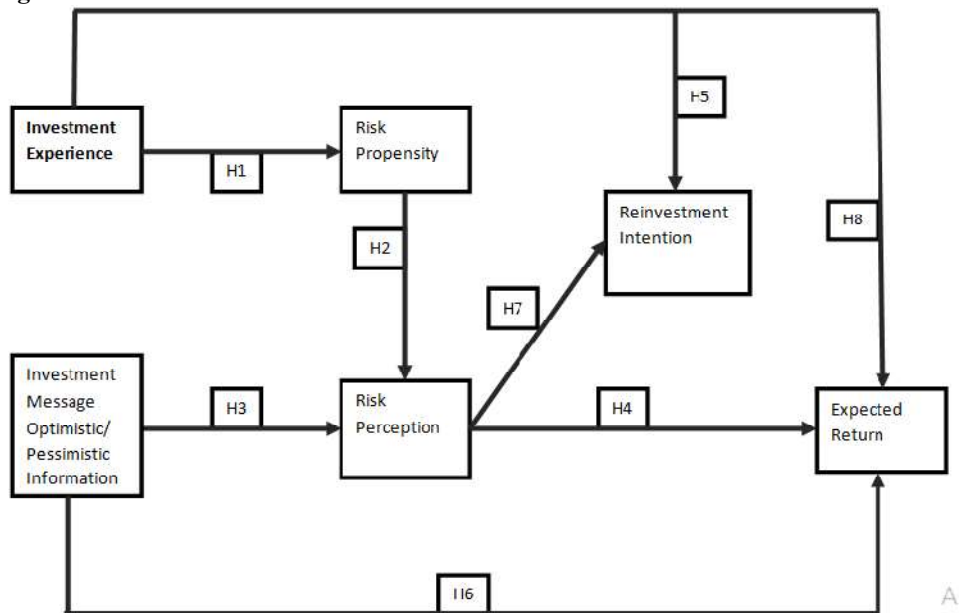 H5
Investment
Experience
Risk
Propensity
H1
Reinvestment
Intention
H8
H2
H7
Investment
Message
Optimistic/
Pessimistic
Information
H3
Risk
Perception
H4
Expected
Return
H6
A